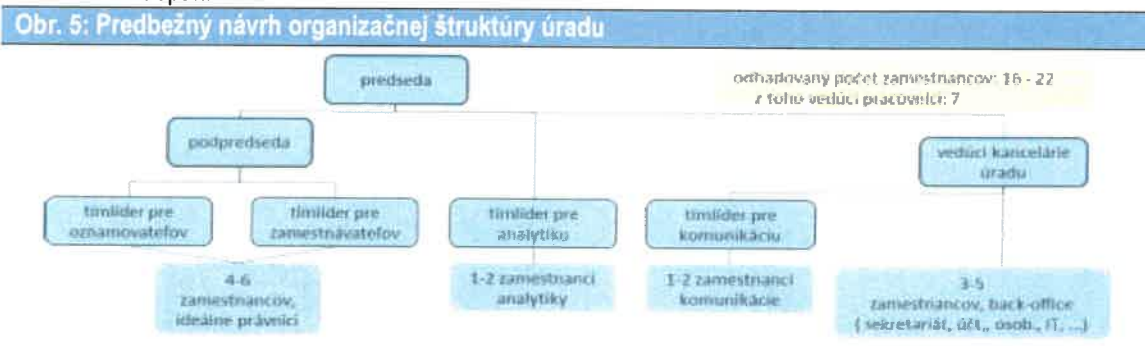 Obr. 5: Predbežný návrh organizačnej štruktúry úradu
predseda
odhadovaný počet zamestnancov: 16 - 22
z toho vedúci pracovníci: 7
podpredseda
vedúci kancelárie
úradu
tímlíder pre
oznamovateľov
tímlíder pre
zamestnávateľov
tímlíder pre
analytiku
tímlíder pre
komunikáciu
4-6
zamestnancov,
ideálne právnici
1-2 zamestnanci
analytiky
1-2 zamestnanci
komunikácie
3-5
zamestnancov, back-office
( sekretariát, účt., osob., IT, ...)